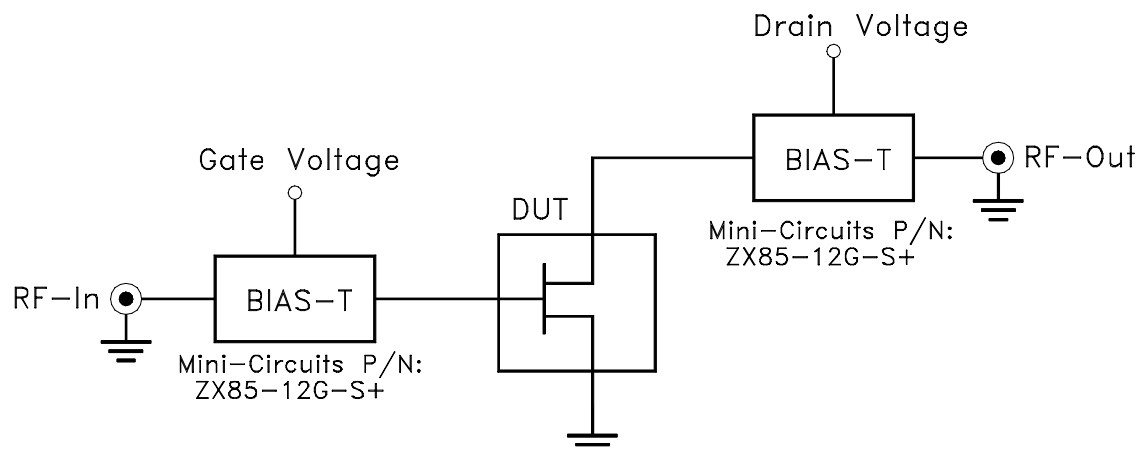 Drain Voltage
BIAS-T
RF-Out
Mini-Circuits P/N:
ZX85-12G-S+
Gate Voltage
DUT
RF-In
BIAS-T
Mini-Circuits P/N:
ZX85-12G-S+